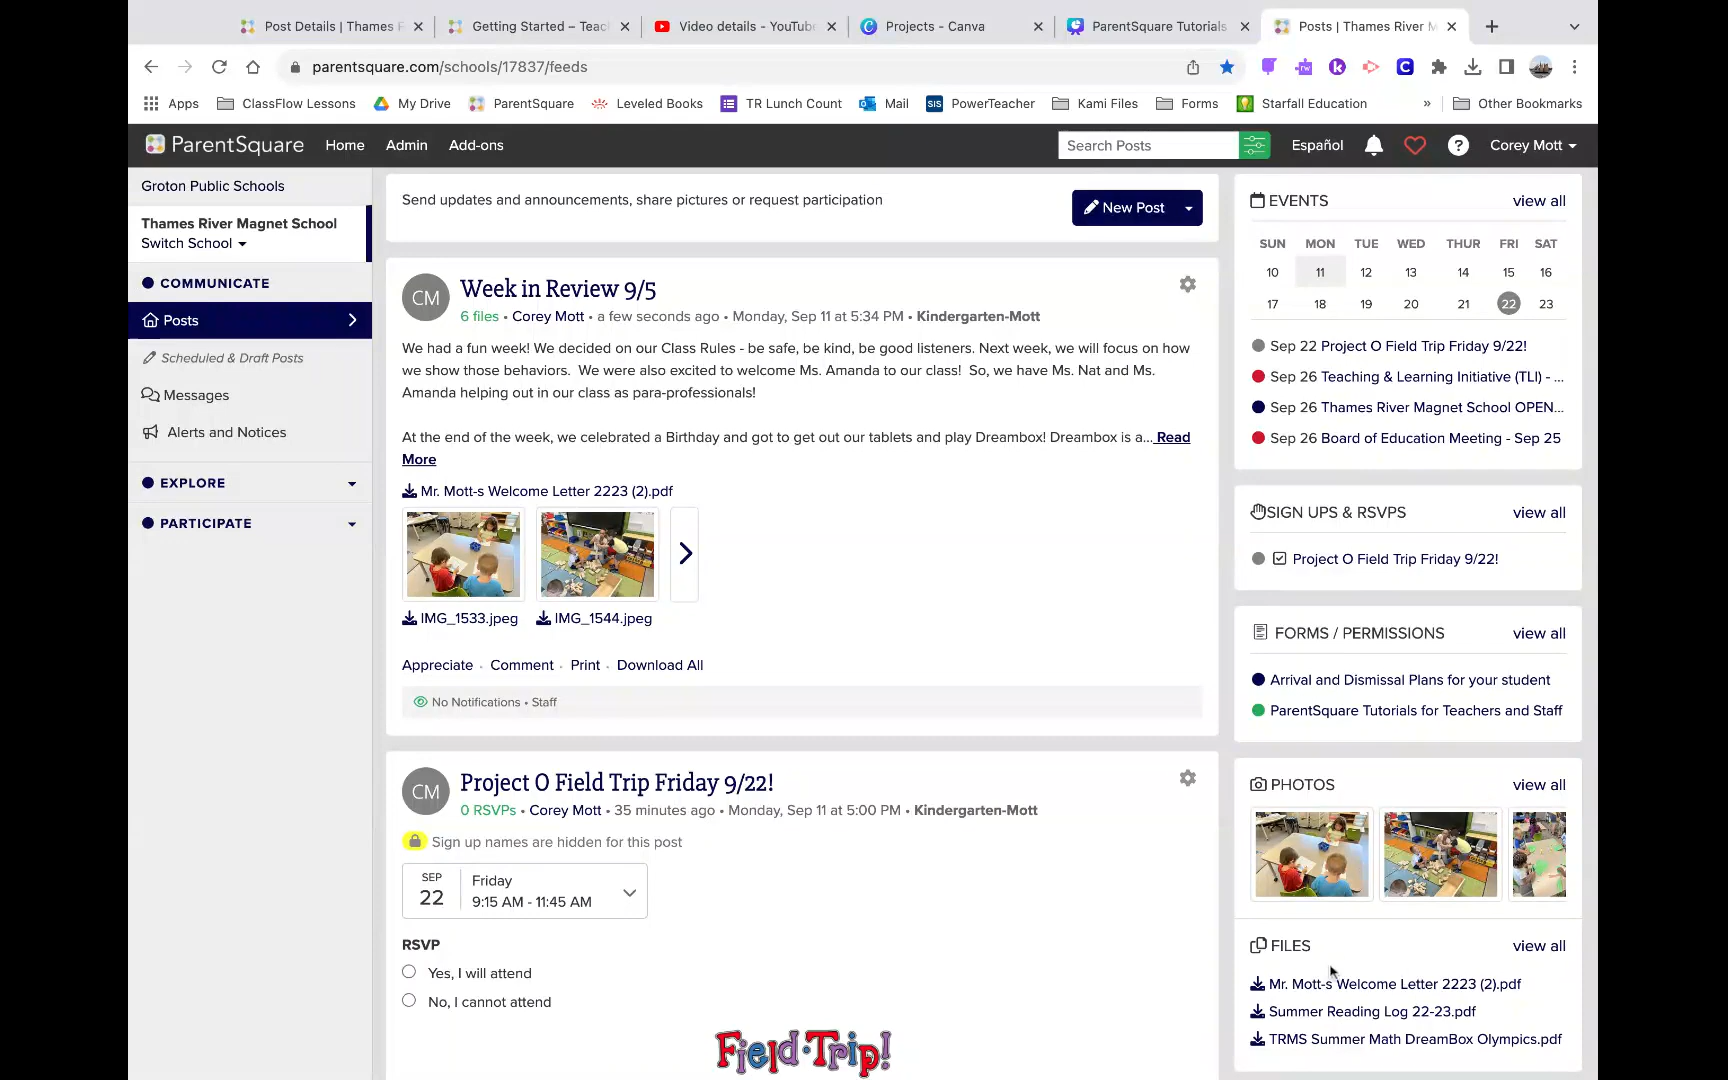 Post Details | Thames R
Getting Started – Teac
Video details - YouTube
Projects - Canva
ParentSquare Tutorials
Posts | Thames River M
parentsquare.com/schools/17837/feeds
Apps
ClassFlow Lessons
My Drive
ParentSquare
Leveled Books
TR Lunch Count
Mail
SIS
PowerTeacher
Kami Files
Forms
Starfall Education
»
Other Bookmarks
ParentSquare
Home
Admin
Add-ons
Search Posts
Español
Corey Mott
Groton Public Schools
Thames River Magnet School
Switch School
COMMUNICATE
Posts
Scheduled & Draft Posts
Messages
Alerts and Notices
EXPLORE
PARTICIPATE
Send updates and announcements, share pictures or request participation
New Post
CM
Week in Review 9/5
6 files • Corey Mott • a few seconds ago • Monday, Sep 11 at 5:34 PM • Kindergarten-Mott
We had a fun week! We decided on our Class Rules - be safe, be kind, be good listeners. Next week, we will focus on how
we show those behaviors. We were also excited to welcome Ms. Amanda to our class! So, we have Ms. Nat and Ms.
Amanda helping out in our class as para-professionals!
At the end of the week, we celebrated a Birthday and got to get out our tablets and play Dreambox! Dreambox is a... Read
More
Mr. Mott-s Welcome Letter 2223 (2).pdf
IMG_1533.jpeg
IMG_1544.jpeg
Appreciate · Comment · Print · Download All
No Notifications • Staff
CM
Project O Field Trip Friday 9/22!
0 RSVPs • Corey Mott • 35 minutes ago • Monday, Sep 11 at 5:00 PM • Kindergarten-Mott
Sign up names are hidden for this post
SEP
22
Friday
9:15 AM - 11:45 AM
RSVP
Yes, I will attend
No, I cannot attend
Field·Trip!
EVENTS
view all
SUN MON TUE WED THUR FRI SAT
10 11 12 13 14 15 16
17 18 19 20 21 22 23
Sep 22 Project O Field Trip Friday 9/22!
Sep 26 Teaching & Learning Initiative (TLI) - ...
Sep 26 Thames River Magnet School OPEN...
Sep 26 Board of Education Meeting - Sep 25
SIGN UPS & RSVPS
view all
Project O Field Trip Friday 9/22!
FORMS / PERMISSIONS
view all
Arrival and Dismissal Plans for your student
ParentSquare Tutorials for Teachers and Staff
PHOTOS
view all
FILES
view all
Mr. Mott-s Welcome Letter 2223 (2).pdf
Summer Reading Log 22-23.pdf
TRMS Summer Math DreamBox Olympics.pdf